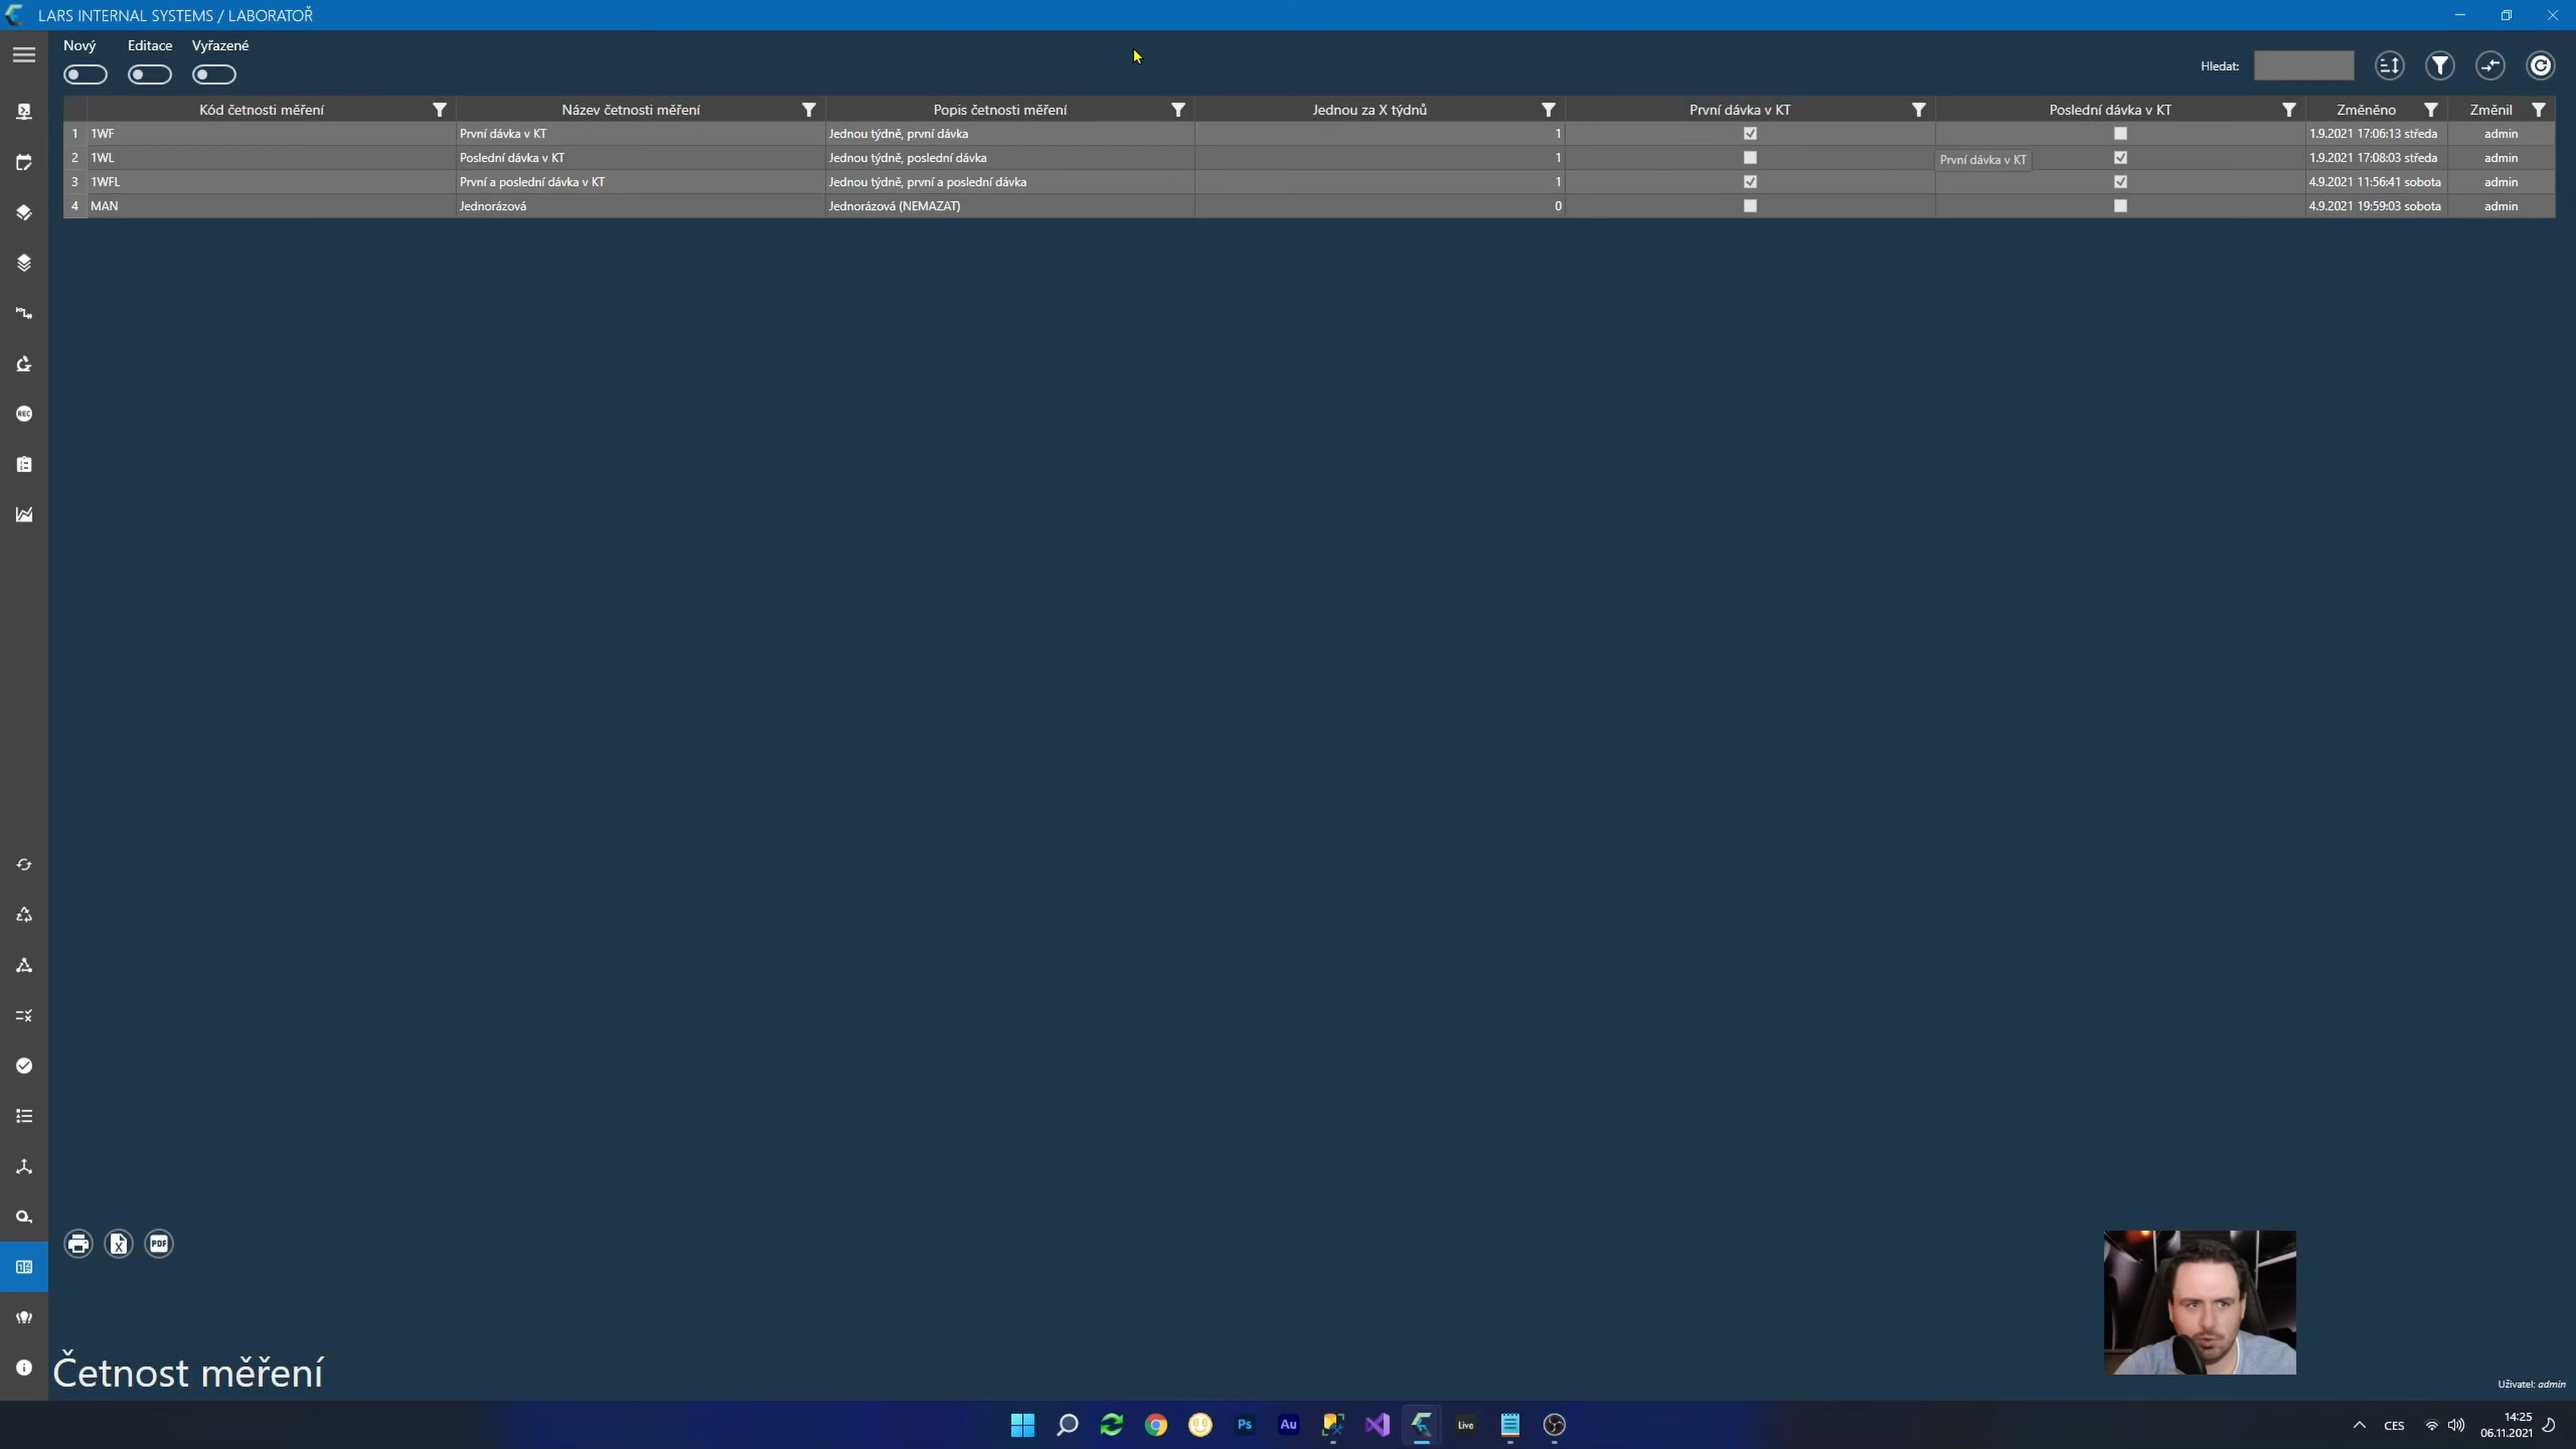 LARS INTERNAL SYSTEMS / LABORATOŘ
Nový Editace Vyřazené
Hledat:
Kód četnosti měření Název četnosti měření Popis četnosti měření Jednou za X týdnů První dávka v KT Poslední dávka v KT Změněno Změnil
1 1WF První dávka v KT Jednou týdně, první dávka 1 1.9.2021 17:06:13 středa admin
2 1WL Poslední dávka v KT Jednou týdně, poslední dávka 1 1.9.2021 17:08:03 středa admin
První dávka v KT
3 1WFL První a poslední dávka v KT Jednou týdně, první a poslední dávka 1 4.9.2021 11:56:41 sobota admin
4 MAN Jednorázová Jednorázová (NEMAZAT) 0 4.9.2021 19:59:03 sobota admin
REC
PDF
Četnost měření
Uživatel: admin
Ps Au Live
CES
14:25
06.11.2021